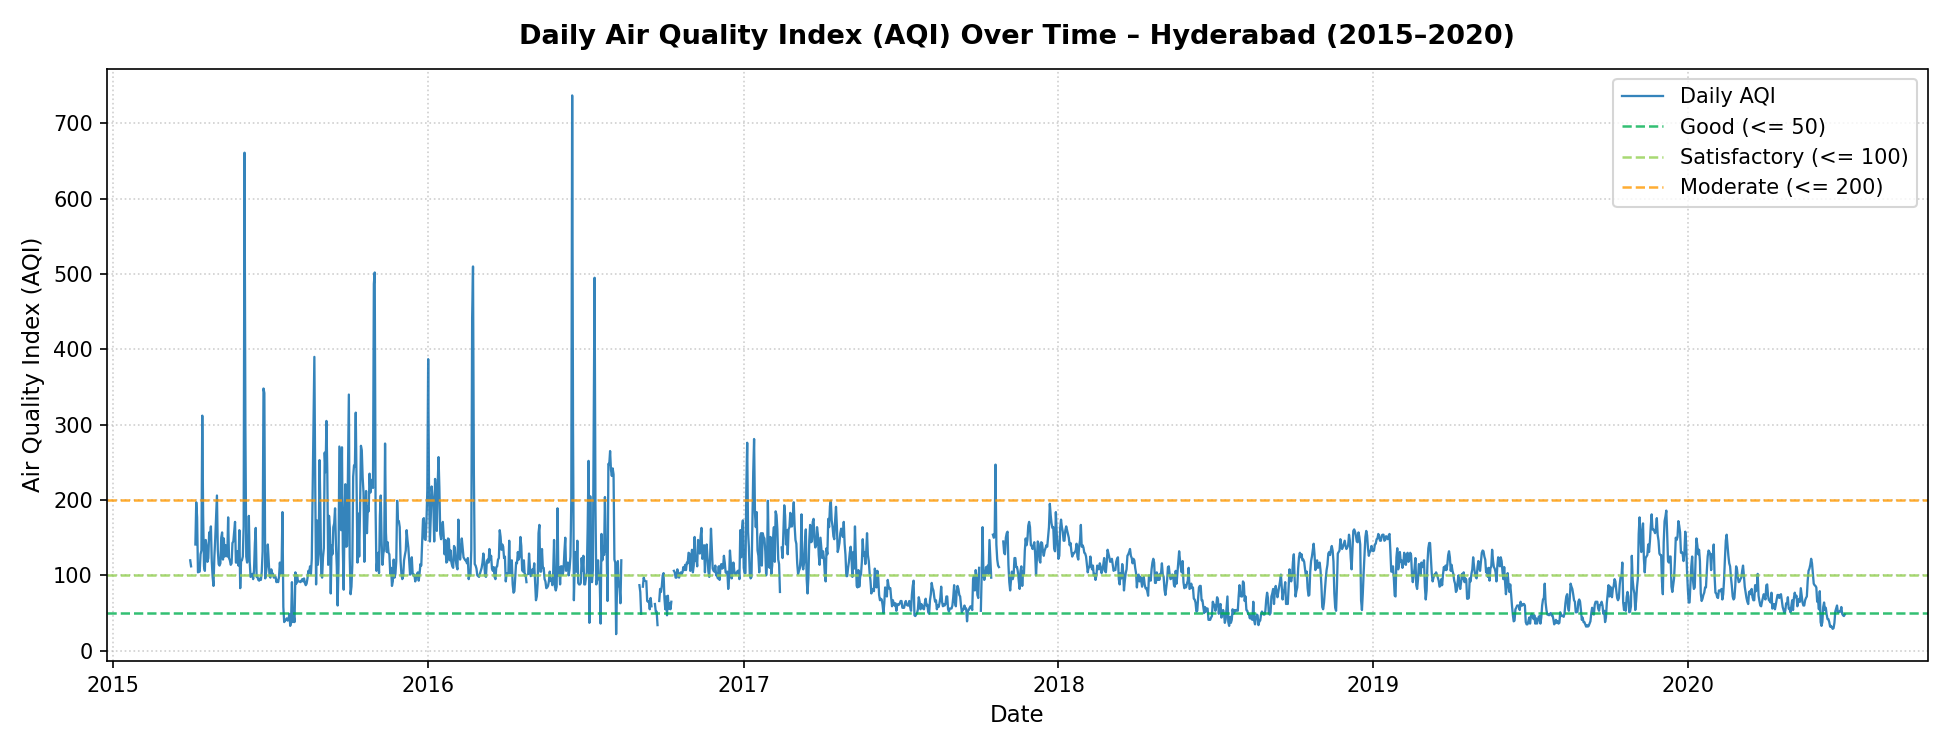 Daily Air Quality Index (AQI) Over Time – Hyderabad (2015–2020)
Daily AQI
Good (<= 50)
Satisfactory (<= 100)
Moderate (<= 200)
Air Quality Index (AQI)
700
600
500
400
300
200
100
0
2015 2016 2017 2018 2019 2020
Date